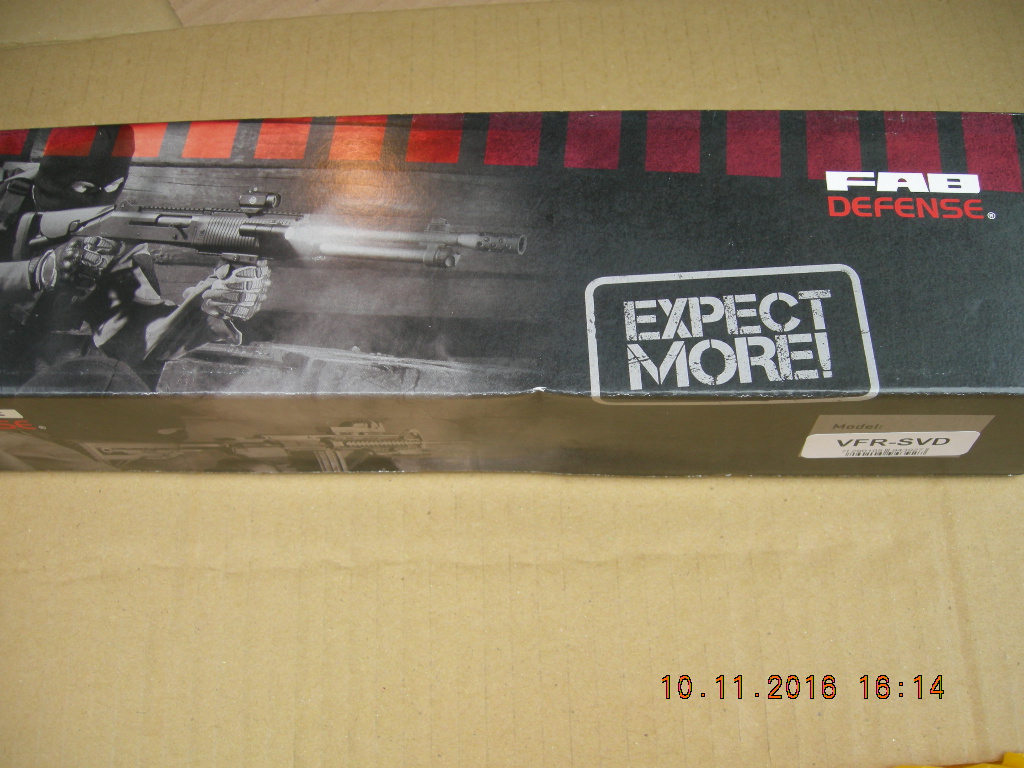 FAB
DEFENSE®
EXPECT
MORE!
Model:
VFR-SVD
10.11.2016 16:14